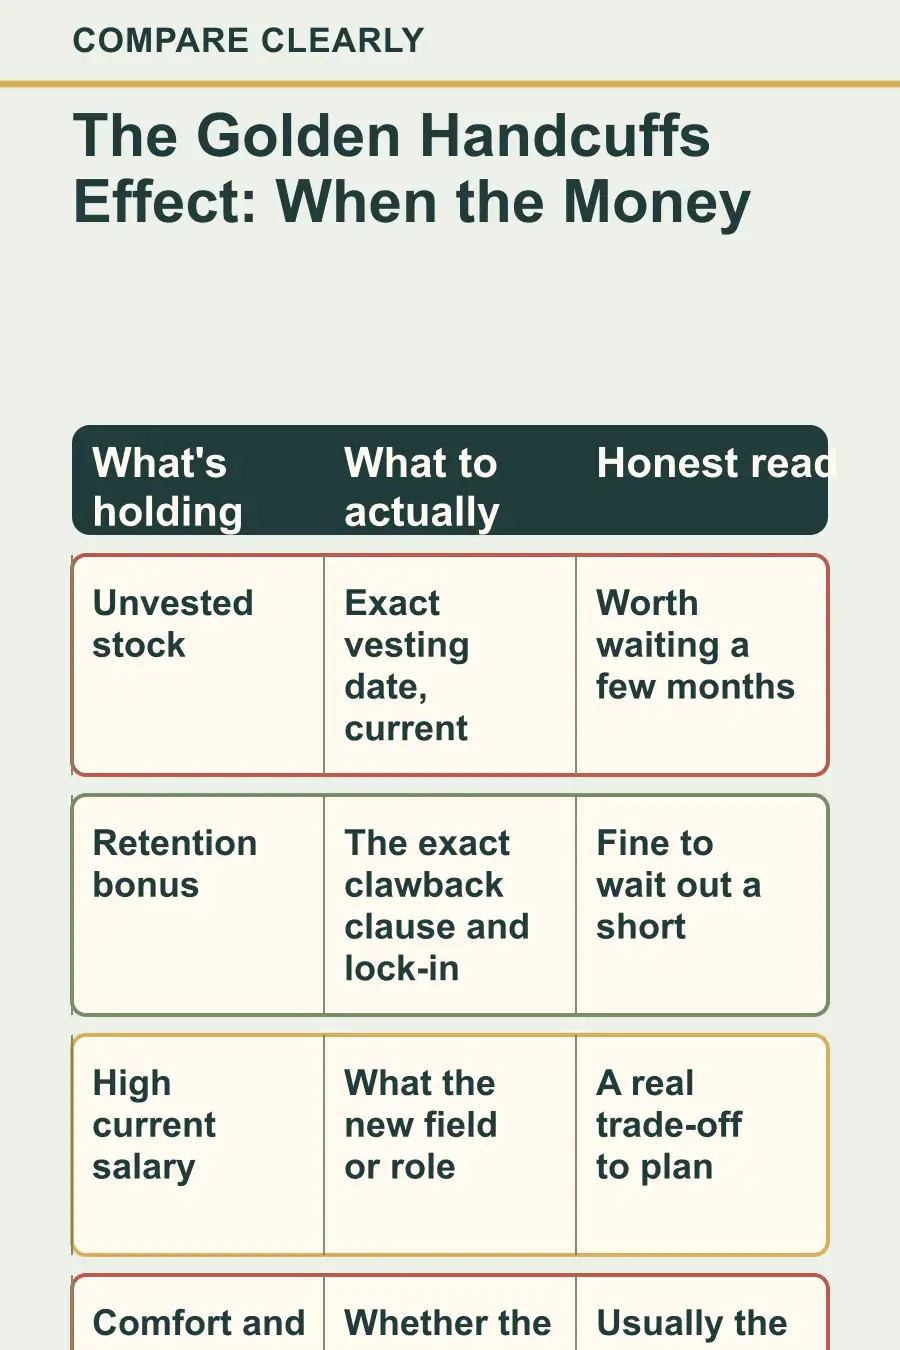 COMPARE CLEARLY
The Golden Handcuffs
Effect: When the Money
What's
holding
What to
actually
Honest read
Unvested
stock
Exact
vesting
date,
current
Worth
waiting a
few months
Retention
bonus
The exact
clawback
clause and
lock-in
Fine to
wait out a
short
High
current
salary
What the
new field
or role
A real
trade-off
to plan
Comfort and
Whether the
Usually the